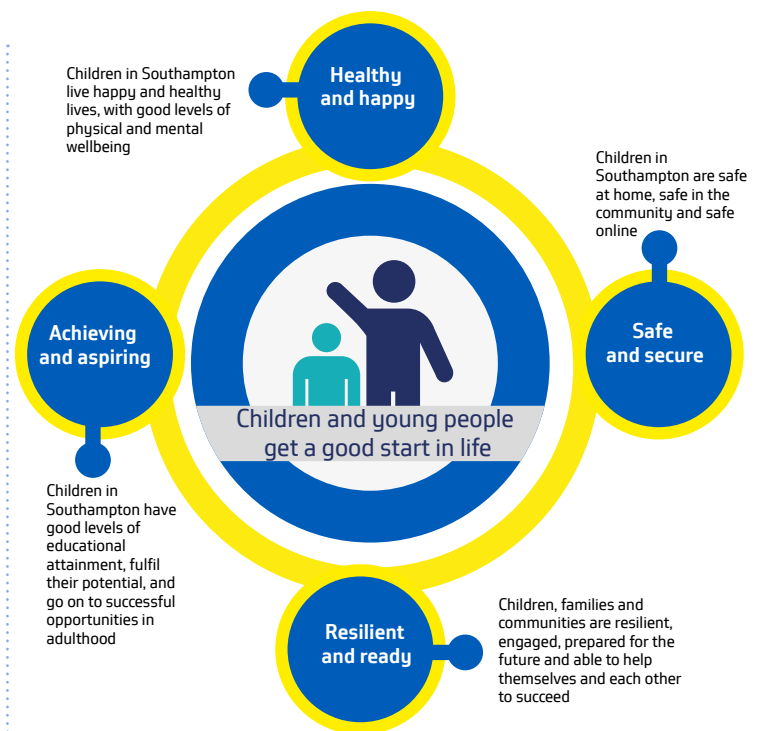 Healthy
and happy
Children in Southampton
live happy and healthy
lives, with good levels of
physical and mental
wellbeing
Children in
Southampton are safe
at home, safe in the
community and safe
online
Safe
and secure
Achieving
and aspiring
Children and young people
get a good start in life
Children in
Southampton have
good levels of
educational
attainment, fulfil
their potential, and
go on to successful
opportunities in
adulthood
Resilient
and ready
Children, families and
communities are resilient,
engaged, prepared for the
future and able to help
themselves and each other
to succeed